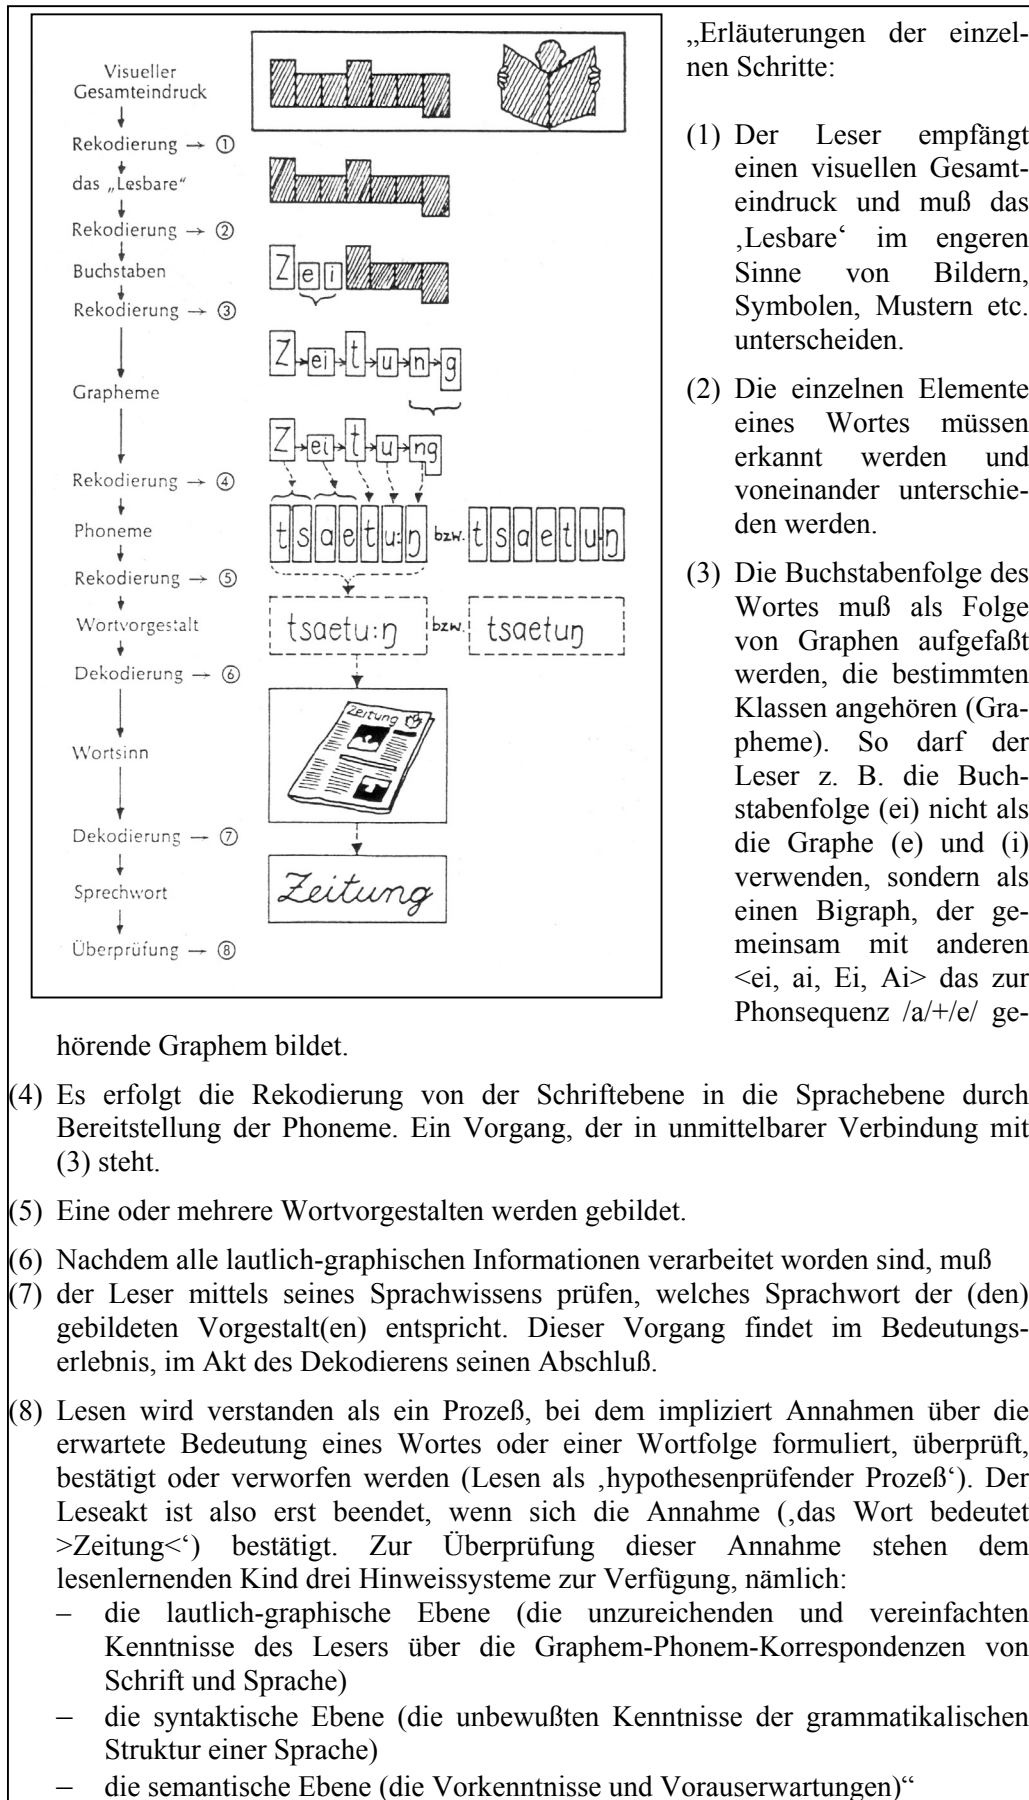 Visueller
Gesamteindruck
Rekodierung → ①
das „Lesbare“
Rekodierung → ②
Buchstaben
Z e i
Rekodierung → ③
Z ei t u n g
Grapheme
Z ei t u ng
Rekodierung → ④
Phoneme
t s a e t u: ŋ bzw. t s a e t u ŋ
Rekodierung → ⑤
Wortvorgestalt
tsaetu:ŋ bzw. tsaetuŋ
Dekodierung → ⑥
Zeitung
Wortsinn
Dekodierung → ⑦
Sprechwort
Zeitung
Überprüfung → ⑧
„Erläuterungen der einzel-
nen Schritte:
(1) Der Leser empfängt
einen visuellen Gesamt-
eindruck und muß das
‚Lesbare‘ im engeren
Sinne von Bildern,
Symbolen, Mustern etc.
unterscheiden.
(2) Die einzelnen Elemente
eines Wortes müssen
erkannt werden und
voneinander unterschie-
den werden.
(3) Die Buchstabenfolge des
Wortes muß als Folge
von Graphen aufgefaßt
werden, die bestimmten
Klassen angehören (Gra-
pheme). So darf der
Leser z. B. die Buch-
stabenfolge (ei) nicht als
die Graphe (e) und (i)
verwenden, sondern als
einen Bigraph, der ge-
meinsam mit anderen
<ei, ai, Ei, Ai> das zur
Phonsequenz /a/+/e/ ge-
hörende Graphem bildet.
(4) Es erfolgt die Rekodierung von der Schriftebene in die Sprachebene durch
Bereitstellung der Phoneme. Ein Vorgang, der in unmittelbarer Verbindung mit
(3) steht.
(5) Eine oder mehrere Wortvorgestalten werden gebildet.
(6) Nachdem alle lautlich-graphischen Informationen verarbeitet worden sind, muß
(7) der Leser mittels seines Sprachwissens prüfen, welches Sprachwort der (den)
gebildeten Vorgestalt(en) entspricht. Dieser Vorgang findet im Bedeutungs-
erlebnis, im Akt des Dekodierens seinen Abschluß.
(8) Lesen wird verstanden als ein Prozeß, bei dem impliziert Annahmen über die
erwartete Bedeutung eines Wortes oder einer Wortfolge formuliert, überprüft,
bestätigt oder verworfen werden (Lesen als ‚hypothesenprüfender Prozeß‘). Der
Leseakt ist also erst beendet, wenn sich die Annahme (‚das Wort bedeutet
>Zeitung<‘) bestätigt. Zur Überprüfung dieser Annahme stehen dem
lesenlernenden Kind drei Hinweissysteme zur Verfügung, nämlich:
– die lautlich-graphische Ebene (die unzureichenden und vereinfachten
Kenntnisse des Lesers über die Graphem-Phonem-Korrespondenzen von
Schrift und Sprache)
– die syntaktische Ebene (die unbewußten Kenntnisse der grammatikalischen
Struktur einer Sprache)
– die semantische Ebene (die Vorkenntnisse und Vorauserwartungen)“